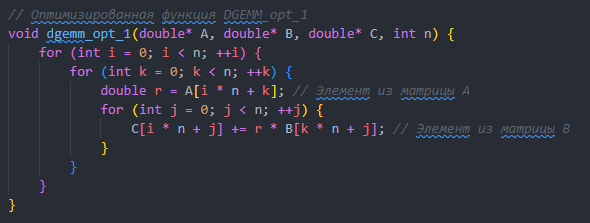 // Оптимизированная функция DGEMM_opt_1
void dgemm_opt_1(double* A, double* B, double* C, int n) {
    for (int i = 0; i < n; ++i) {
        for (int k = 0; k < n; ++k) {
            double r = A[i * n + k]; // Элемент из матрицы A
            for (int j = 0; j < n; ++j) {
                C[i * n + j] += r * B[k * n + j]; // Элемент из матрицы B
            }
        }
    }
}